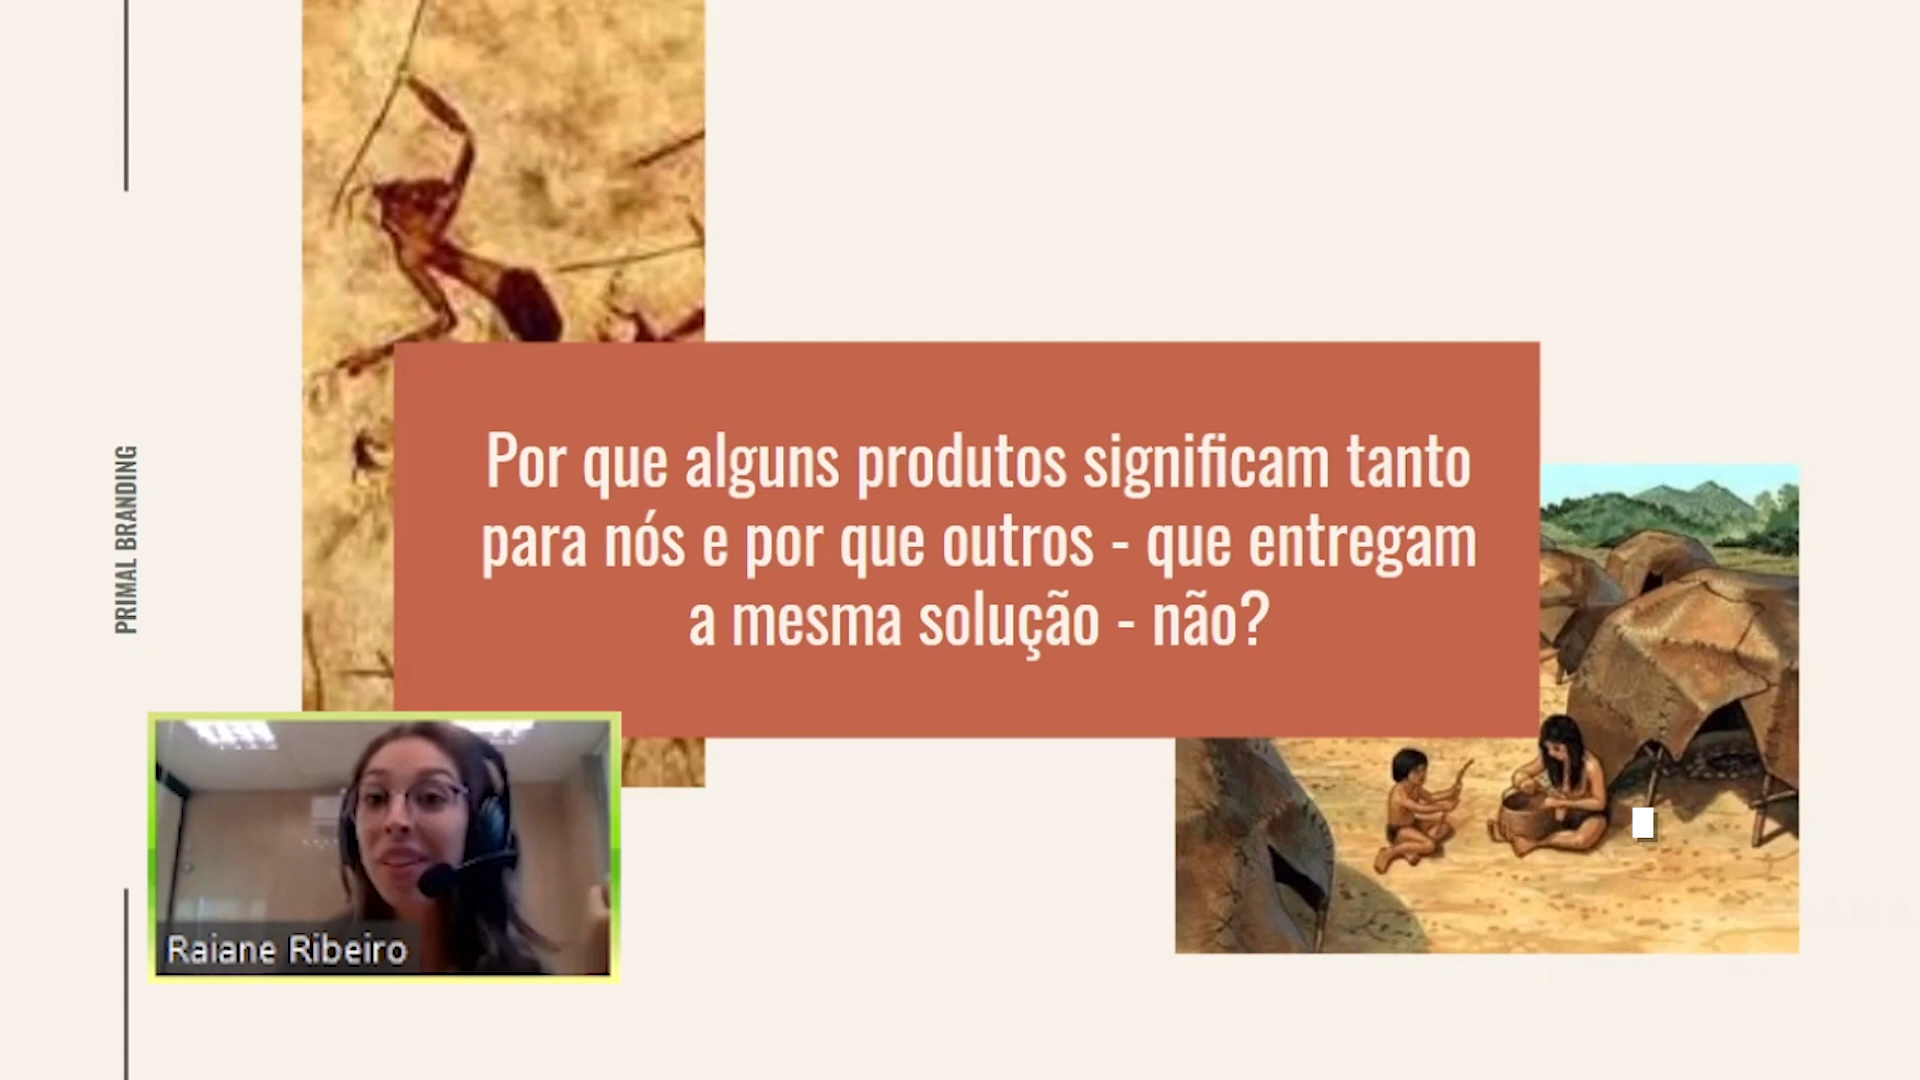 PRIMAL BRANDING
Por que alguns produtos significam tanto
para nós e por que outros - que entregam
a mesma solução - não?
Raiane Ribeiro